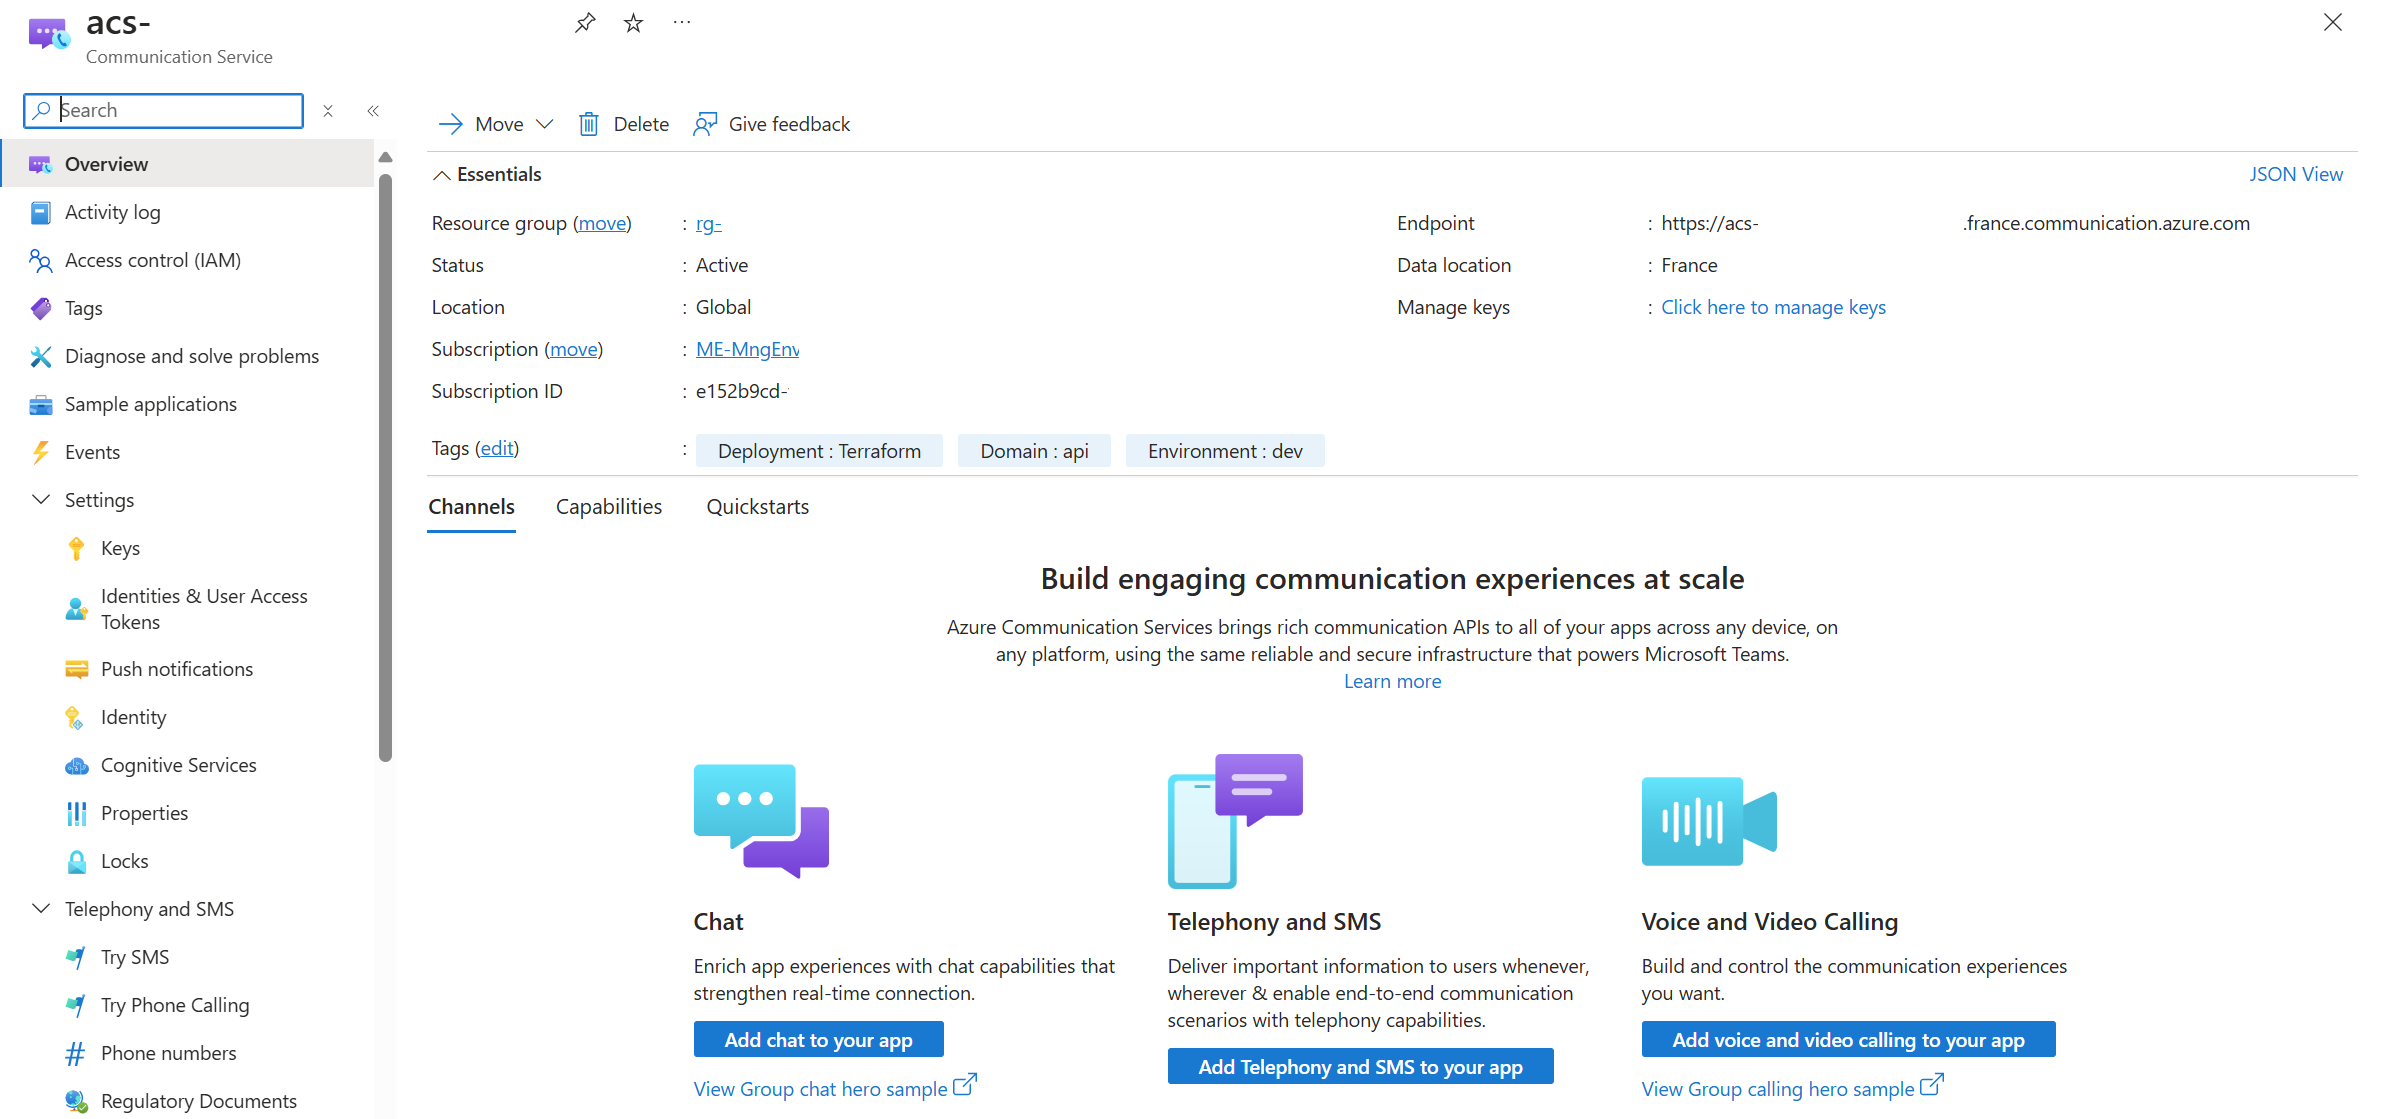 acs-
Communication Service
Search
Overview
Activity log
Access control (IAM)
Tags
Diagnose and solve problems
Sample applications
Events
Settings
Keys
Identities & User Access
Tokens
Push notifications
Identity
Cognitive Services
Properties
Locks
Telephony and SMS
Try SMS
Try Phone Calling
Phone numbers
Regulatory Documents
Move
Delete
Give feedback
Essentials
JSON View
Resource group (move) : rg-
Status : Active
Location : Global
Subscription (move) : ME-MngEnv
Subscription ID : e152b9cd-
Endpoint : https://acs- .france.communication.azure.com
Data location : France
Manage keys : Click here to manage keys
Tags (edit) : Deployment : Terraform Domain : api Environment : dev
Channels Capabilities Quickstarts
Build engaging communication experiences at scale
Azure Communication Services brings rich communication APIs to all of your apps across any device, on
any platform, using the same reliable and secure infrastructure that powers Microsoft Teams.
Learn more
Chat
Enrich app experiences with chat capabilities that
strengthen real-time connection.
Add chat to your app
View Group chat hero sample
Telephony and SMS
Deliver important information to users whenever,
wherever & enable end-to-end communication
scenarios with telephony capabilities.
Add Telephony and SMS to your app
Voice and Video Calling
Build and control the communication experiences
you want.
Add voice and video calling to your app
View Group calling hero sample